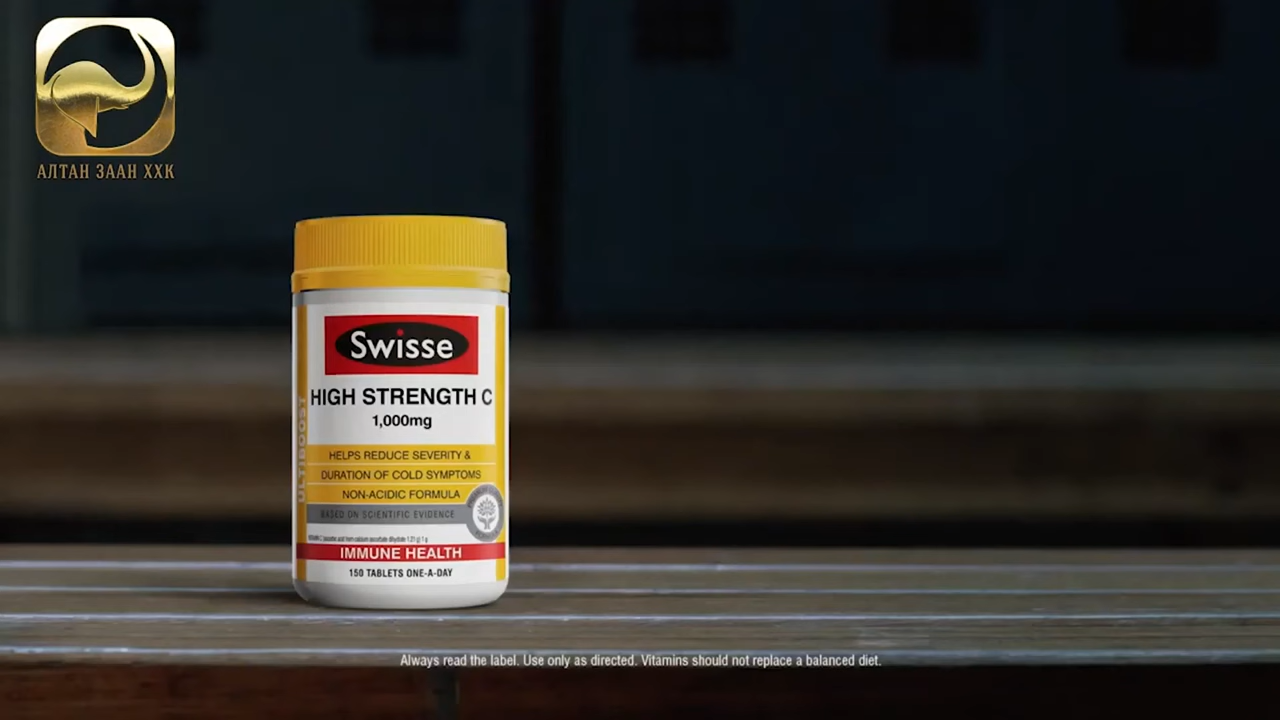 АЛТАН ЗААН ХХК
Swisse
HIGH STRENGTH C
1,000mg
ULTIBOOST
HELPS REDUCE SEVERITY &
DURATION OF COLD SYMPTOMS
NON-ACIDIC FORMULA
BASED ON SCIENTIFIC EVIDENCE
IMMUNE HEALTH
150 TABLETS ONE-A-DAY
Always read the label. Use only as directed. Vitamins should not replace a balanced diet.